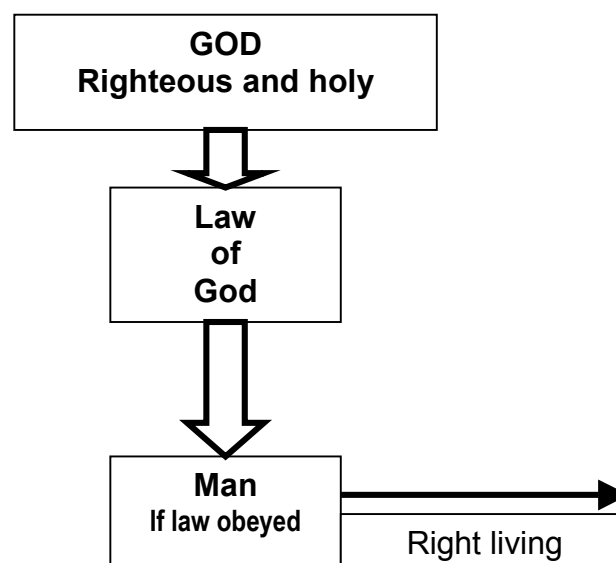 GOD
Righteous and holy
Law
of
God
Man
If law obeyed
Right living